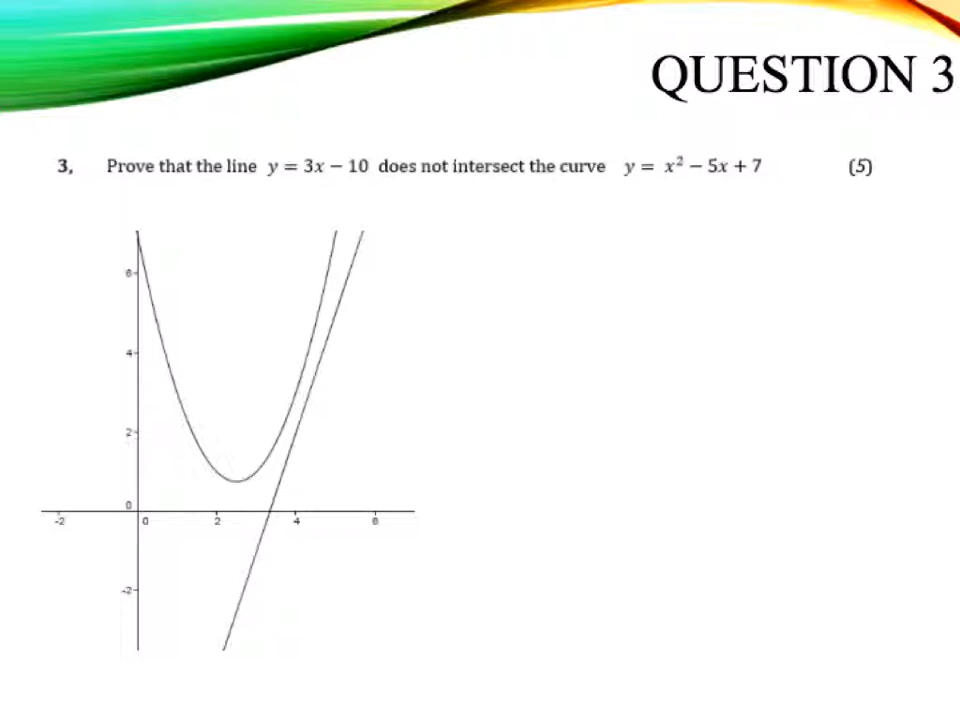 QUESTION 3
3, Prove that the line y = 3x − 10 does not intersect the curve y = x² − 5x + 7 (5)
6
4
2
0
-2 0 2 4 6
-2